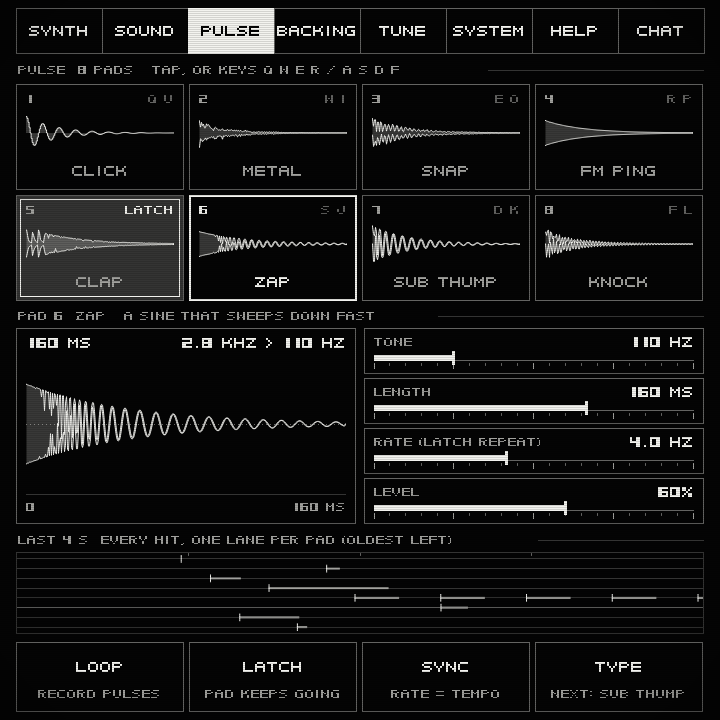 SYNTH SOUND PULSE BACKING TUNE SYSTEM HELP CHAT
PULSE 8 PADS TAP, OR KEYS Q W E R / A S D F
1 Q U 2 W I 3 E O 4 R P
CLICK METAL SNAP FM PING
5 LATCH 6 S J 7 D K 8 F L
CLAP ZAP SUB THUMP KNOCK
PAD 6 ZAP A SINE THAT SWEEPS DOWN FAST
160 MS 2.8 KHZ > 110 HZ
0 160 MS
TONE 110 HZ
LENGTH 160 MS
RATE (LATCH REPEAT) 4.0 HZ
LEVEL 60%
LAST 4 S EVERY HIT, ONE LANE PER PAD (OLDEST LEFT)
LOOP LATCH SYNC TYPE
RECORD PULSES PAD KEEPS GOING RATE = TEMPO NEXT: SUB THUMP